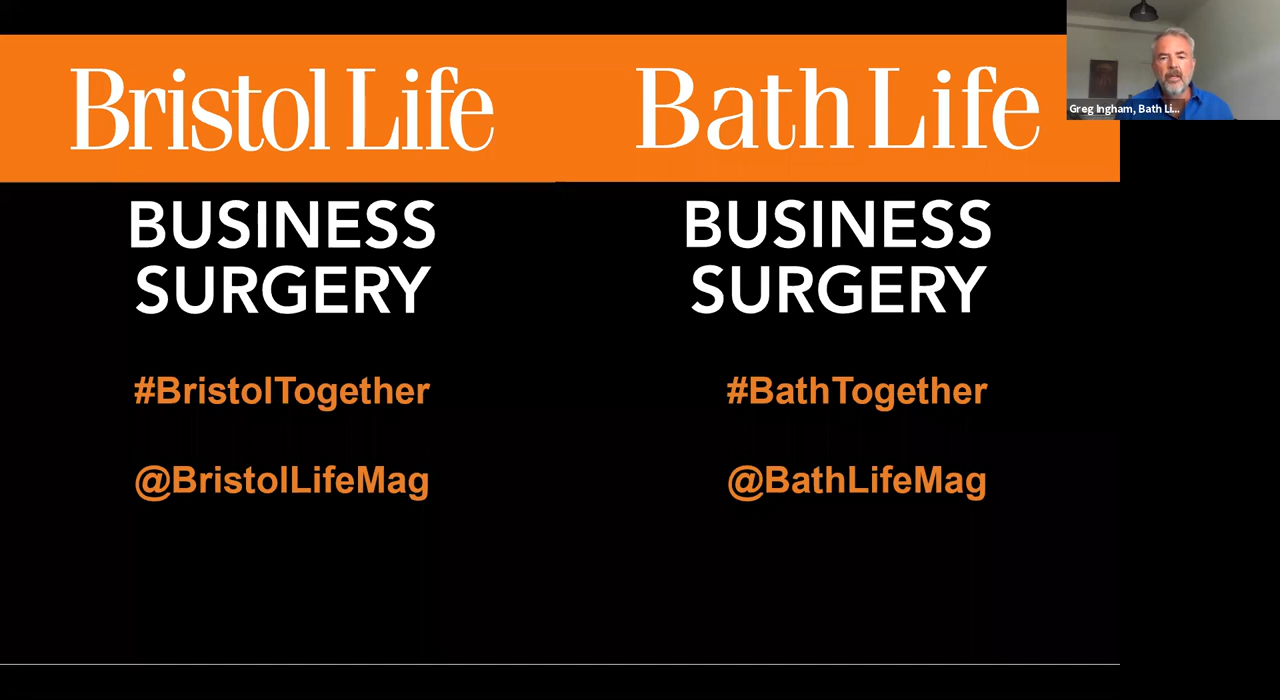 Bristol Life
Bath Life
Greg Ingham, Bath Li...
BUSINESS
SURGERY
BUSINESS
SURGERY
#BristolTogether
#BathTogether
@BristolLifeMag
@BathLifeMag